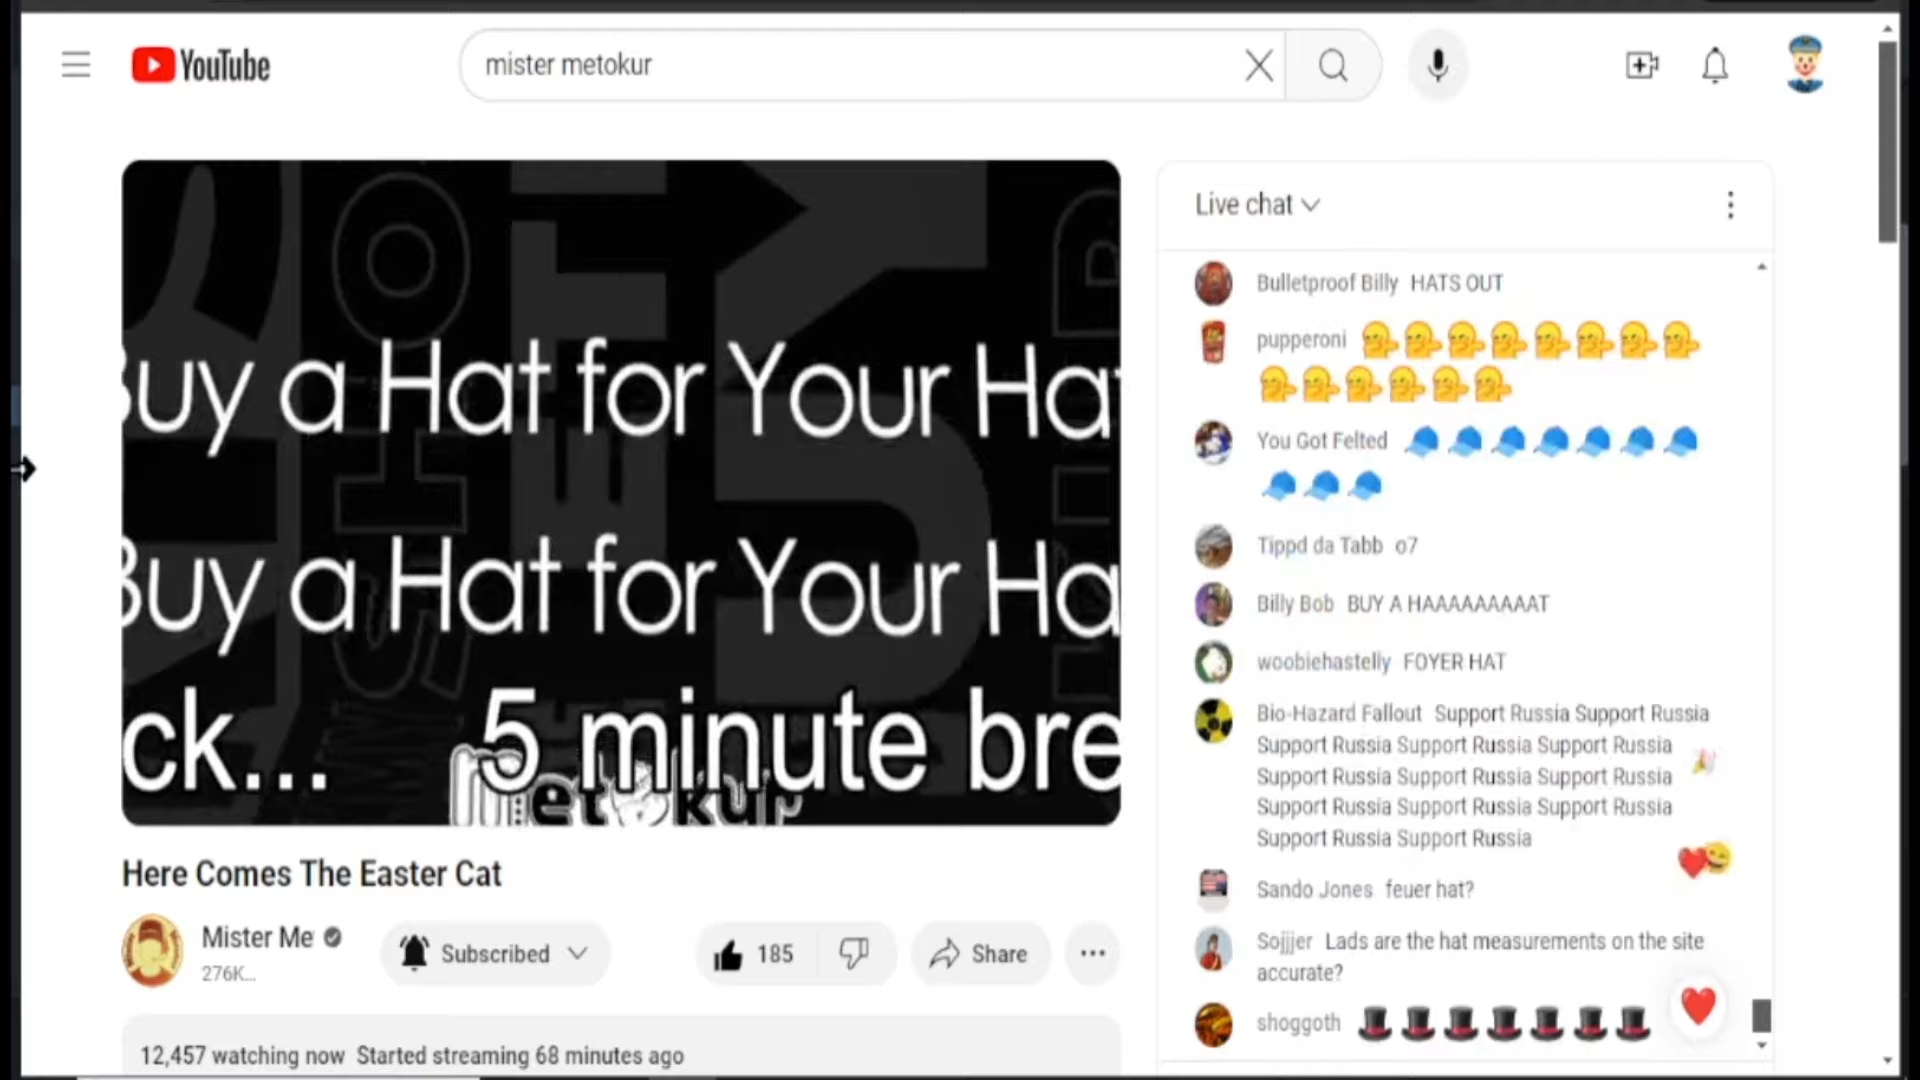 YouTube
mister metokur
Live chat
Bulletproof Billy HATS OUT
pupperoni
You Got Felted
Tippd da Tabb o7
Billy Bob BUY A HAAAAAAAAAT
woobiehastelly FOYER HAT
Bio-Hazard Fallout Support Russia Support Russia
Support Russia Support Russia Support Russia
Support Russia Support Russia Support Russia
Support Russia Support Russia Support Russia
Support Russia Support Russia
Sando Jones feuer hat?
Sojjjer Lads are the hat measurements on the site
accurate?
shoggoth
Buy a Hat for Your Hat
Buy a Hat for Your Ha
ck... 5 minute bre
Metokur
Here Comes The Easter Cat
Mister Me
276K...
Subscribed
185
Share
12,457 watching now Started streaming 68 minutes ago